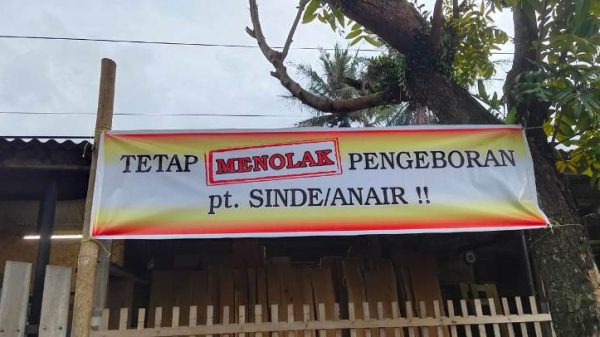 TETAP MENOLAK PENGEBORAN
pt. SINDE/ANAIR !!